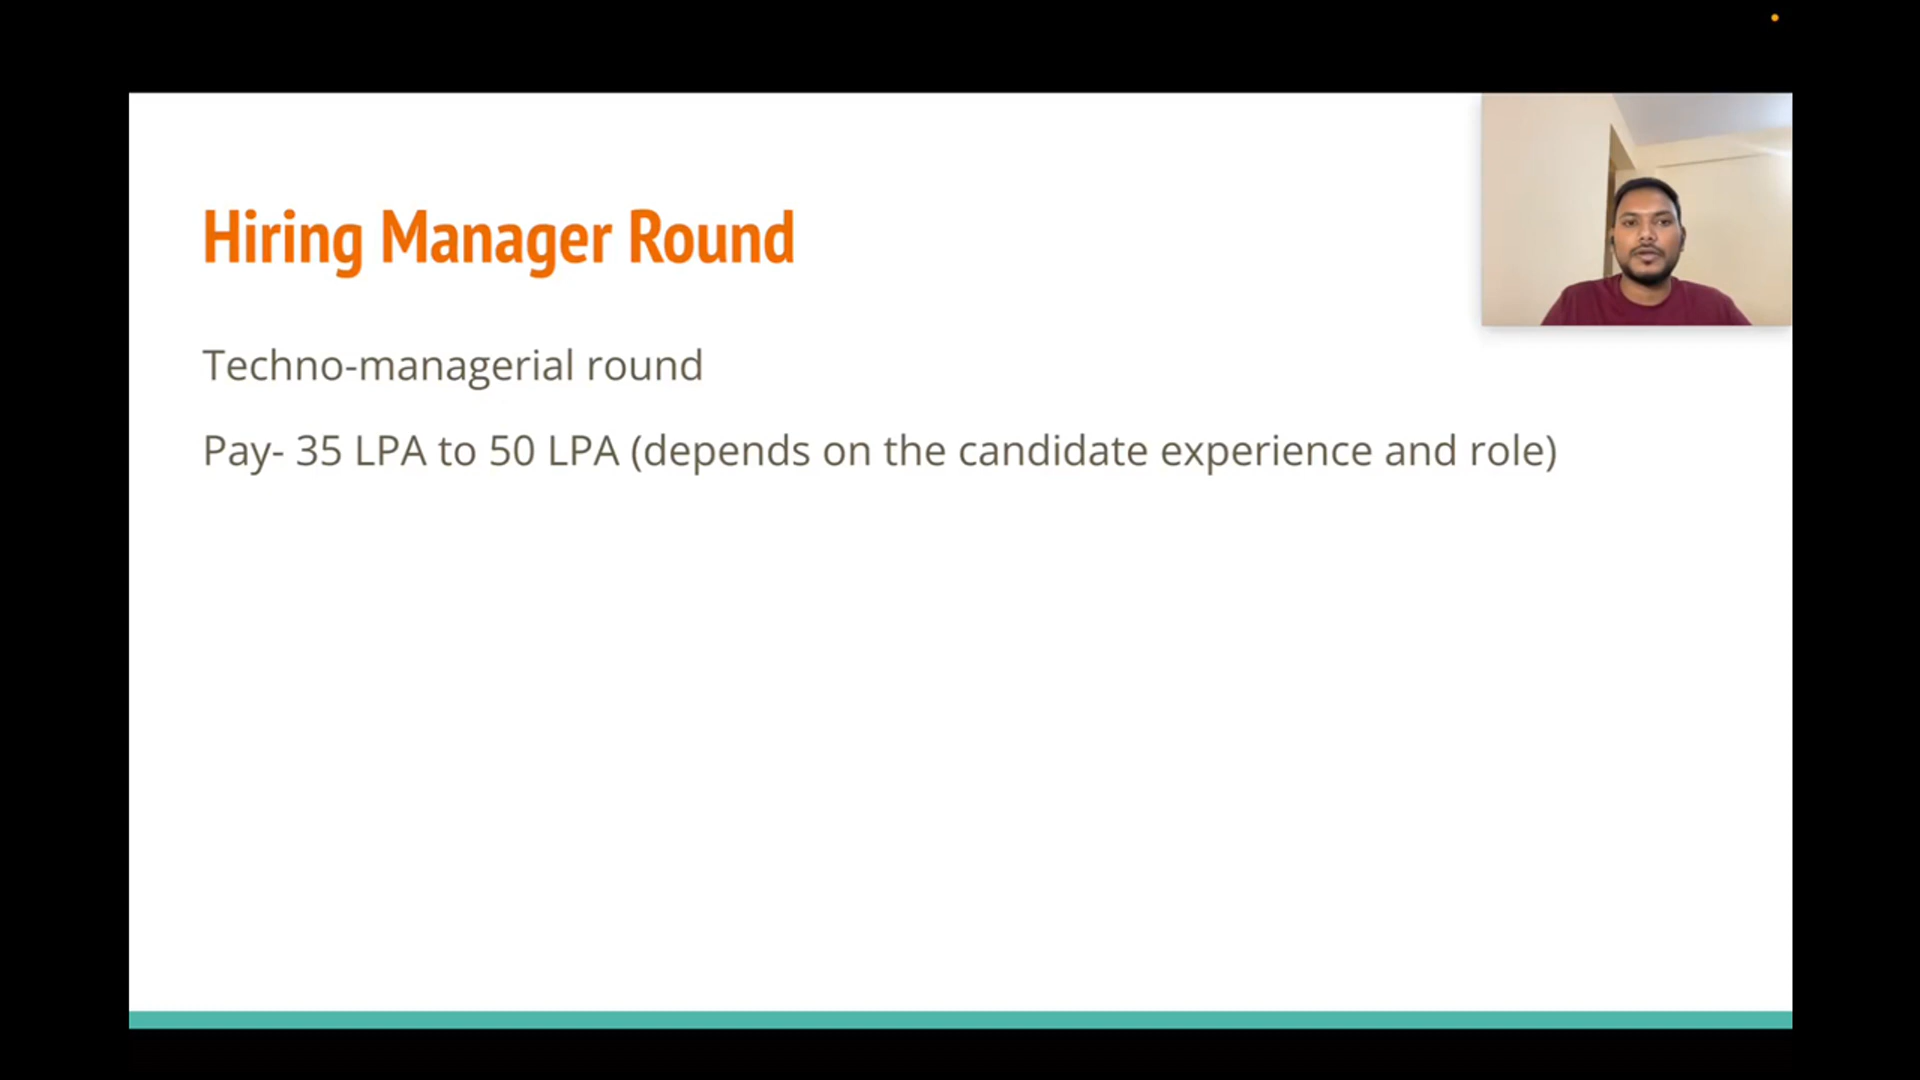 Hiring Manager Round
Techno-managerial round
Pay- 35 LPA to 50 LPA (depends on the candidate experience and role)